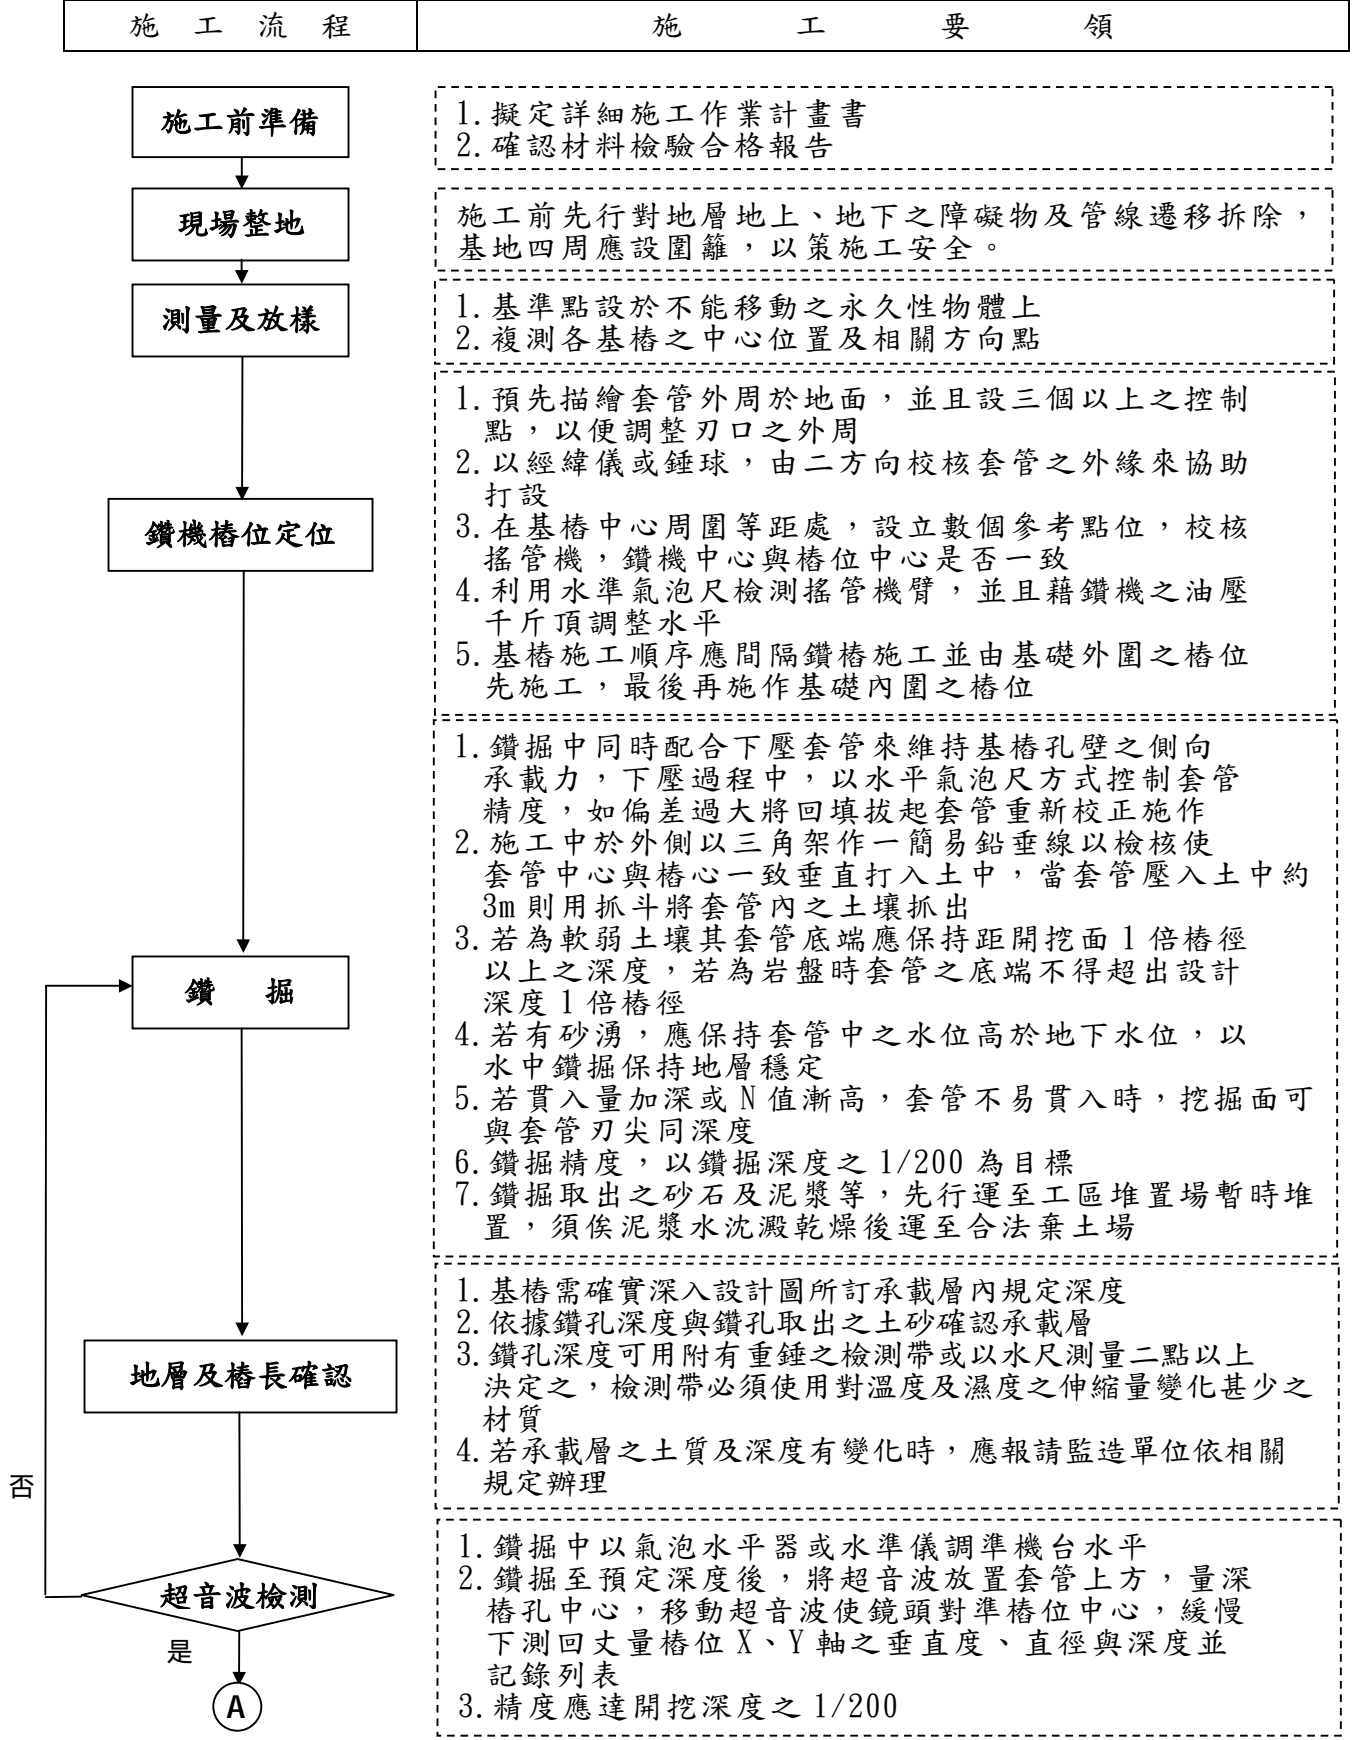 施工流程
施工要領
施工前準備
1.擬定詳細施工作業計畫書
2.確認材料檢驗合格報告
現場整地
施工前先行對地層地上、地下之障礙物及管線遷移拆除，
基地四周應設圍籬，以策施工安全。
測量及放樣
1.基準點設於不能移動之永久性物體上
2.複測各基樁之中心位置及相關方向點
鑽機樁位定位
1.預先描繪套管外周於地面，並且設三個以上之控制
點，以便調整刃口之外周
2.以經緯儀或錘球，由二方向校核套管之外緣來協助
打設
3.在基樁中心周圍等距處，設立數個參考點位，校核
搖管機，鑽機中心與樁位中心是否一致
4.利用水準氣泡尺檢測搖管機臂，並且藉鑽機之油壓
千斤頂調整水平
5.基樁施工順序應間隔鑽樁施工並由基礎外圍之樁位
先施工，最後再施作基礎內圍之樁位
鑽掘
1.鑽掘中同時配合下壓套管來維持基樁孔壁之側向
承載力，下壓過程中，以水平氣泡尺方式控制套管
精度，如偏差過大將回填拔起套管重新校正施作
2.施工中於外側以三角架作一簡易鉛垂線以檢核使
套管中心與樁心一致垂直打入土中，當套管壓入土中約
3m則用抓斗將套管內之土壤抓出
3.若為軟弱土壤其套管底端應保持距開挖面1倍樁徑
以上之深度，若為岩盤時套管之底端不得超出設計
深度1倍樁徑
4.若有砂湧，應保持套管中之水位高於地下水位，以
水中鑽掘保持地層穩定
5.若貫入量加深或N值漸高，套管不易貫入時，挖掘面可
與套管刃尖同深度
6.鑽掘精度，以鑽掘深度之1/200為目標
7.鑽掘取出之砂石及泥漿等，先行運至工區堆置場暫時堆
置，須俟泥漿水沈澱乾燥後運至合法棄土場
地層及樁長確認
1.基樁需確實深入設計圖所訂承載層內規定深度
2.依據鑽孔深度與鑽孔取出之土砂確認承載層
3.鑽孔深度可用附有重錘之檢測帶或以水尺測量二點以上
決定之，檢測帶必須使用對溫度及濕度之伸縮量變化甚少之
材質
4.若承載層之土質及深度有變化時，應報請監造單位依相關
規定辦理
否
超音波檢測
1.鑽掘中以氣泡水平器或水準儀調準機台水平
2.鑽掘至預定深度後，將超音波放置套管上方，量深
樁孔中心，移動超音波使鏡頭對準樁位中心，緩慢
下測回丈量樁位X、Y軸之垂直度、直徑與深度並
記錄列表
3.精度應達開挖深度之1/200
是
A